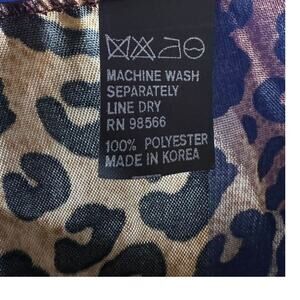 MACHINE WASH
SEPARATELY
LINE DRY
RN 98566
100% POLYESTER
MADE IN KOREA